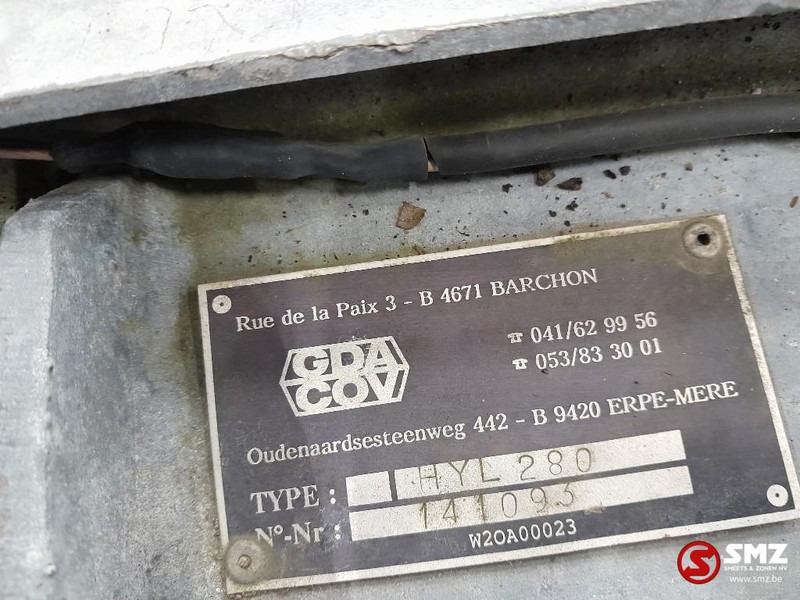 Rue de la Paix 3 - B 4671 BARCHON
☎ 041/62 99 56
☎ 053/83 30 01
GDA
COV
Oudenaardsesteenweg 442 - B 9420 ERPE-MERE
TYPE : HYL 280
N°-Nr : 141093
W2OA00023
SMZ
SMEETS & ZONEN NV
www.smz.be